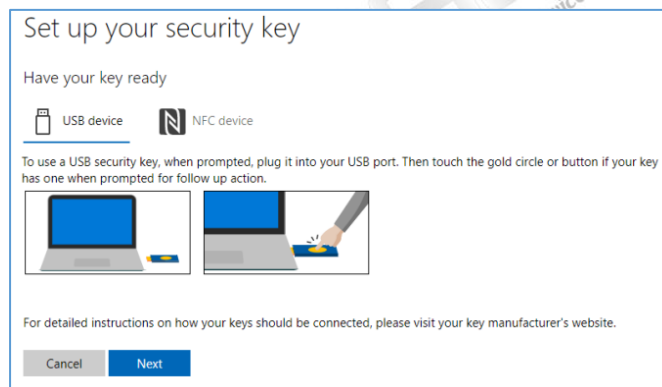 Set up your security key
Have your key ready
USB device NFC device
To use a USB security key, when prompted, plug it into your USB port. Then touch the gold circle or button if your key
has one when prompted for follow up action.
For detailed instructions on how your keys should be connected, please visit your key manufacturer's website.
Cancel Next